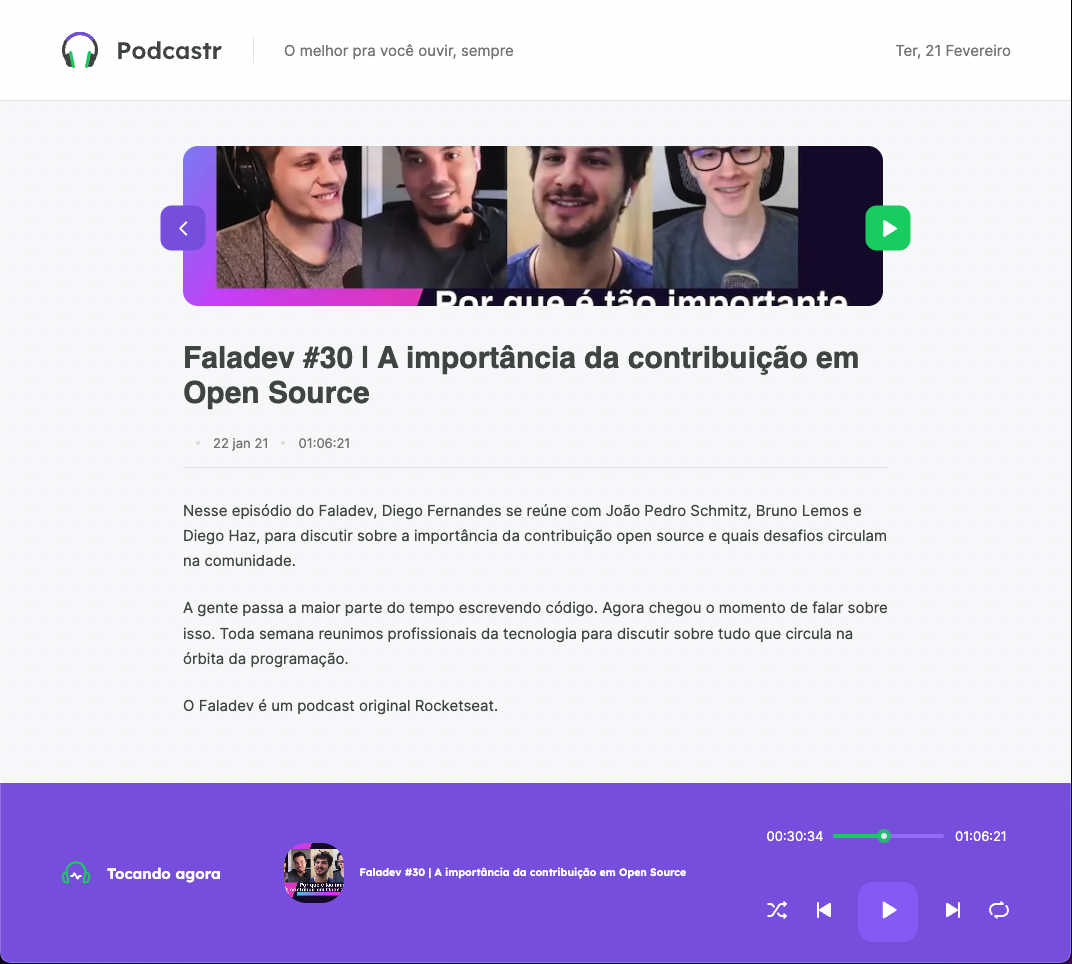 Podcastr
O melhor pra você ouvir, sempre
Ter, 21 Fevereiro
Por que é tão importante
Faladev #30 | A importância da contribuição em
Open Source
22 jan 21
01:06:21
Nesse episódio do Faladev, Diego Fernandes se reúne com João Pedro Schmitz, Bruno Lemos e
Diego Haz, para discutir sobre a importância da contribuição open source e quais desafios circulam
na comunidade.
A gente passa a maior parte do tempo escrevendo código. Agora chegou o momento de falar sobre
isso. Toda semana reunimos profissionais da tecnologia para discutir sobre tudo que circula na
órbita da programação.
O Faladev é um podcast original Rocketseat.
Tocando agora
Por que é tão
Faladev #30 | A importância da contribuição em Open Source
00:30:34
01:06:21